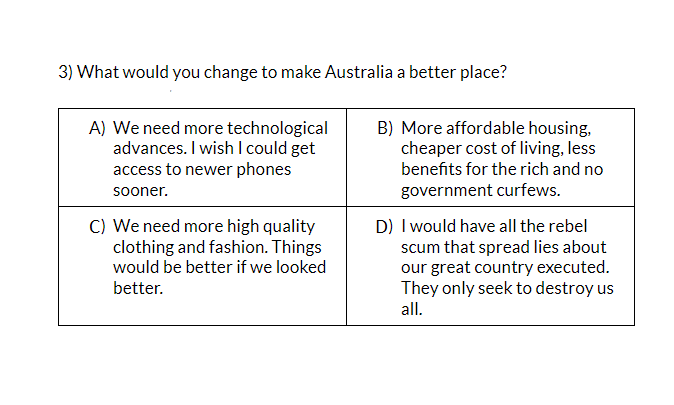 3) What would you change to make Australia a better place?
A) We need more technological
advances. I wish I could get
access to newer phones
sooner.
B) More affordable housing,
cheaper cost of living, less
benefits for the rich and no
government curfews.
C) We need more high quality
clothing and fashion. Things
would be better if we looked
better.
D) I would have all the rebel
scum that spread lies about
our great country executed.
They only seek to destroy us
all.